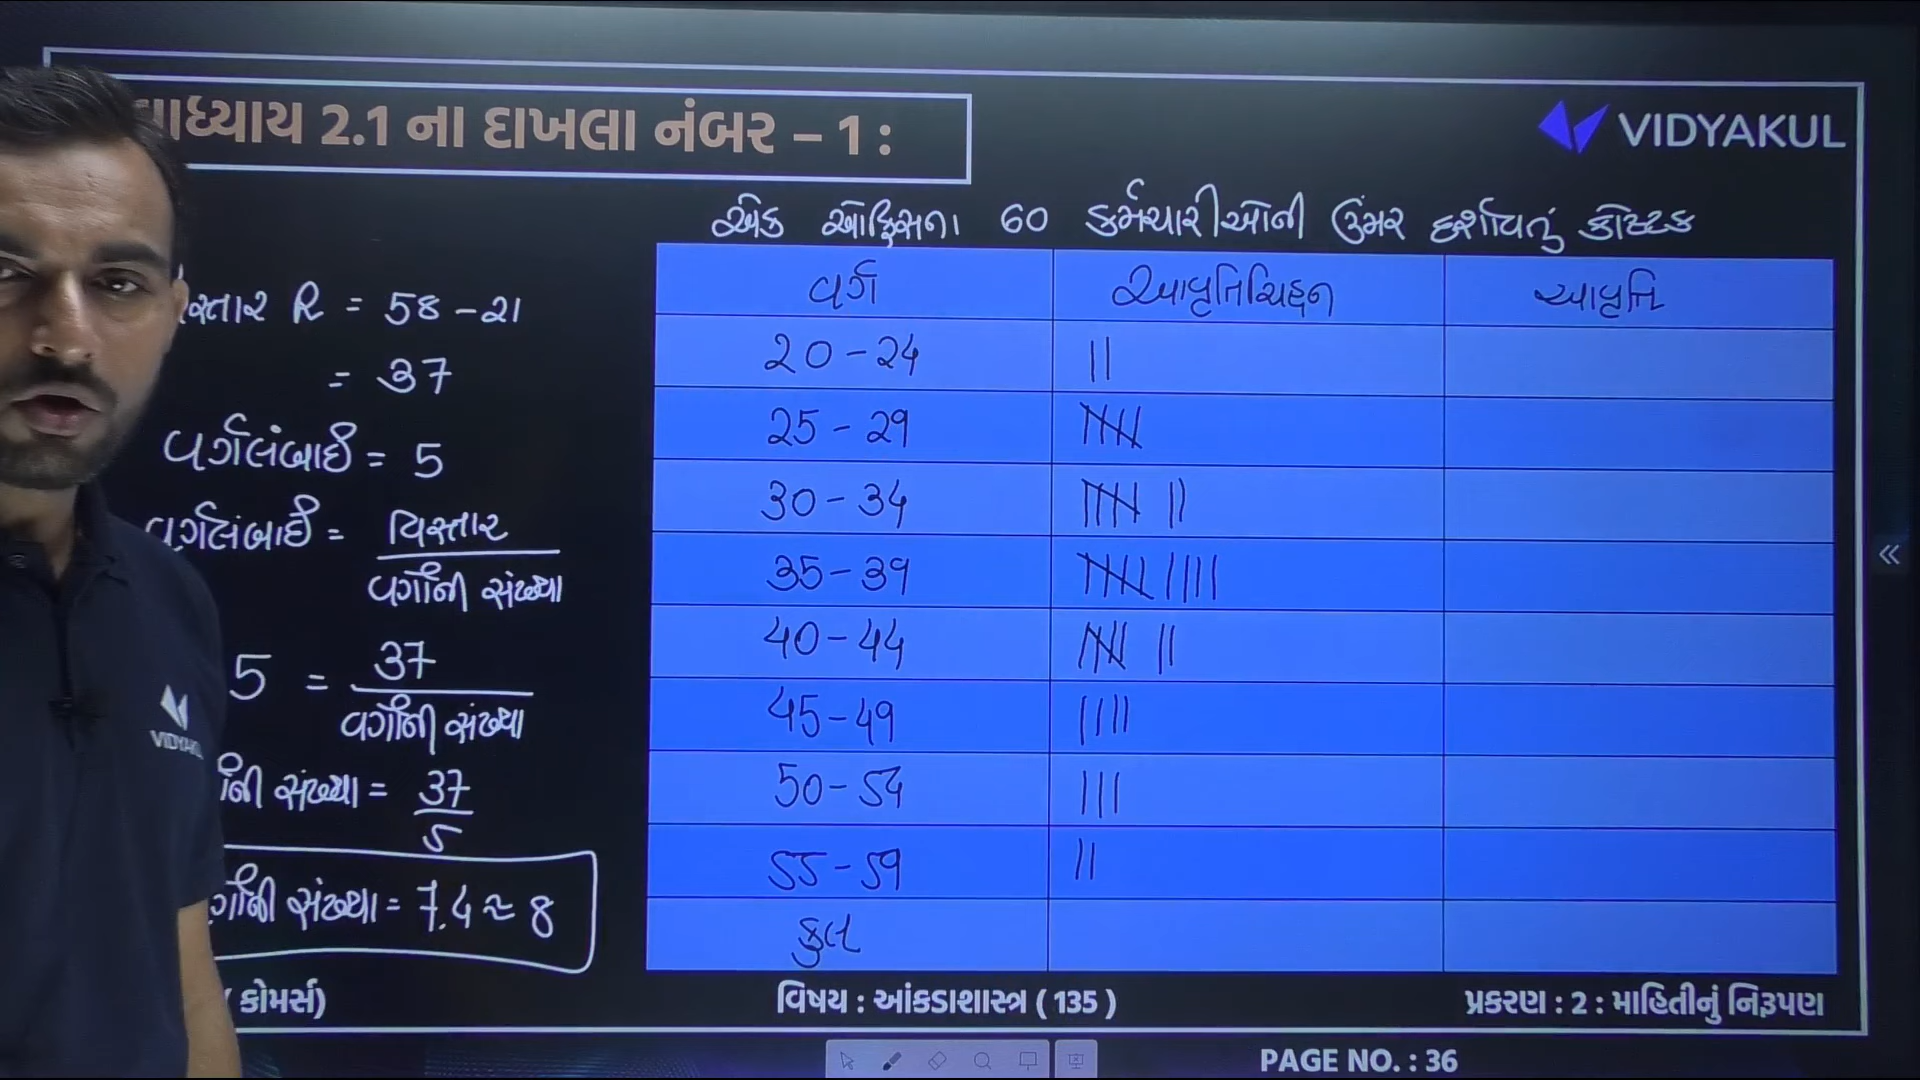 2.1 ના દાખલા નંબર – 1 :
VIDYAKUL
એક ઓફિસના 60 કર્મચારીઓની ઉંમર દર્શાવતું કોષ્ટક
R = 58 - 21
= 37
વર્ગલંબાઈ = 5
વર્ગલંબાઈ = વિસ્તાર
વર્ગોની સંખ્યા
5 = 37
વર્ગોની સંખ્યા
સંખ્યા = 37
5
સંખ્યા = 7.4 ≈ 8
વર્ગ આવૃત્તિચિહ્ન આવૃત્તિ
20 - 24 ||
25 - 29 ||||
30 - 34 |||| ||
35 - 39 |||| ||||
40 - 44 |||| ||
45 - 49 ||||
50 - 54 |||
55 - 59 ||
કુલ
VIDYAKUL
કોમર્સ)
વિષય : આંકડાશાસ્ત્ર ( 135 )
પ્રકરણ : 2 : માહિતીનું નિરૂપણ
PAGE NO. : 36